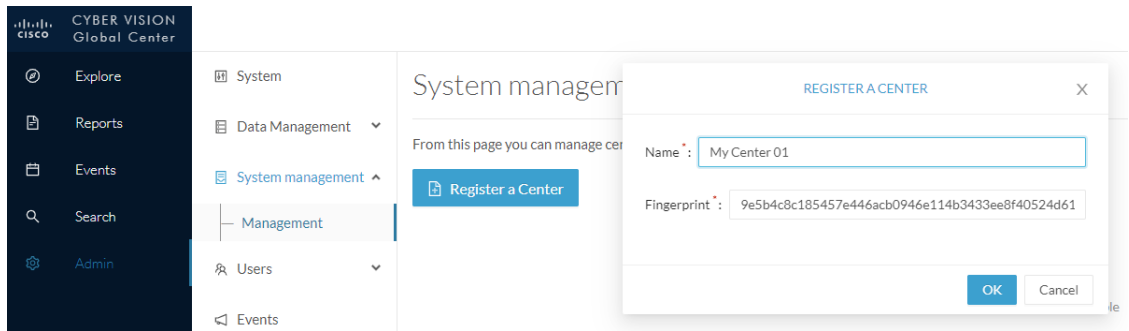 CISCO
CYBER VISION
Global Center
Explore
Reports
Events
Search
Admin
System
Data Management
System management
Management
Users
Events
System managem
From this page you can manage cer
Register a Center
REGISTER A CENTER
X
Name*:
My Center 01
Fingerprint*:
9e5b4c8c185457e446acb0946e114b3433ee8f40524d61
OK
Cancel